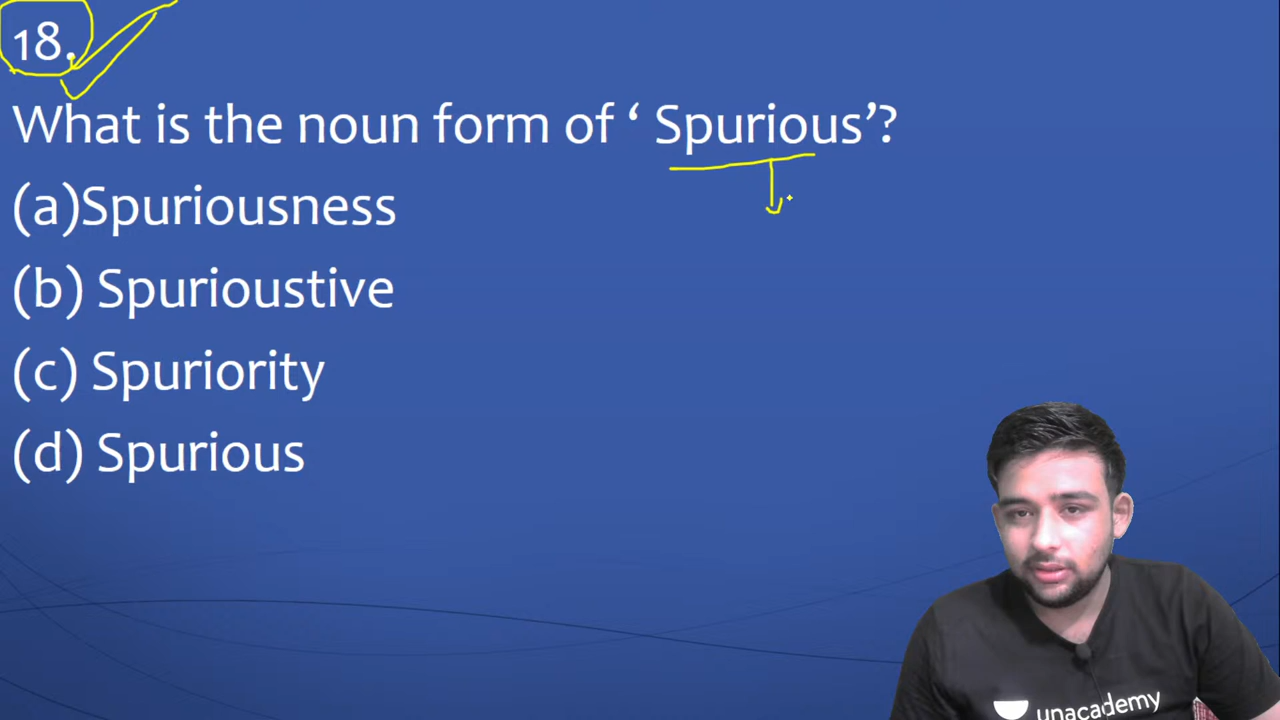 18.
What is the noun form of ‘ Spurious’?
(a)Spuriousness
(b) Spurioustive
(c) Spuriority
(d) Spurious
unacademy